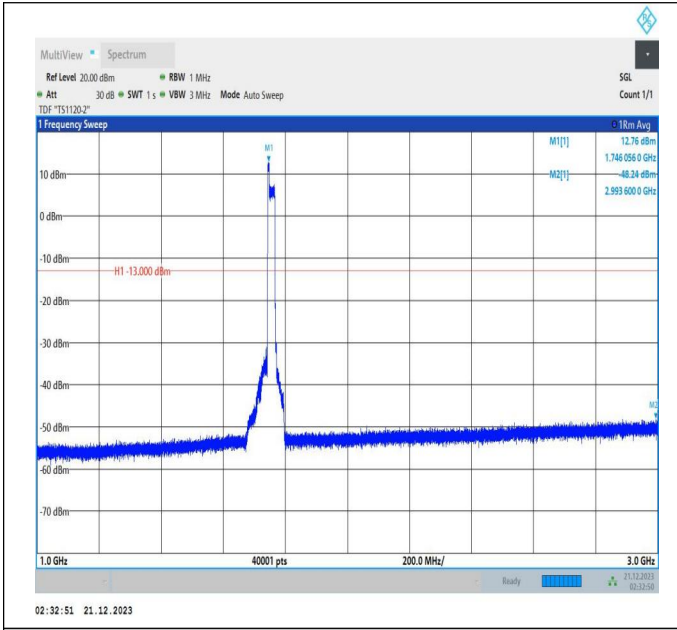 R S
MultiView Spectrum
Ref Level 20.00 dBm RBW 1 MHz SGL
Att 30 dB SWT 1 s VBW 3 MHz Mode Auto Sweep Count 1/1
TDF "TS1120-2"
1 Frequency Sweep 1Rm Avg
M1[1] 12.76 dBm
M1
1.746 056 0 GHz
10 dBm M2[1] -48.24 dBm
2.993 600 0 GHz
0 dBm
-10 dBm
H1 -13.000 dBm
-20 dBm
-30 dBm
-40 dBm
M2
-50 dBm
-60 dBm
-70 dBm
1.0 GHz 40001 pts 200.0 MHz/ 3.0 GHz
Ready 21.12.2023
02:32:50
02:32:51 21.12.2023